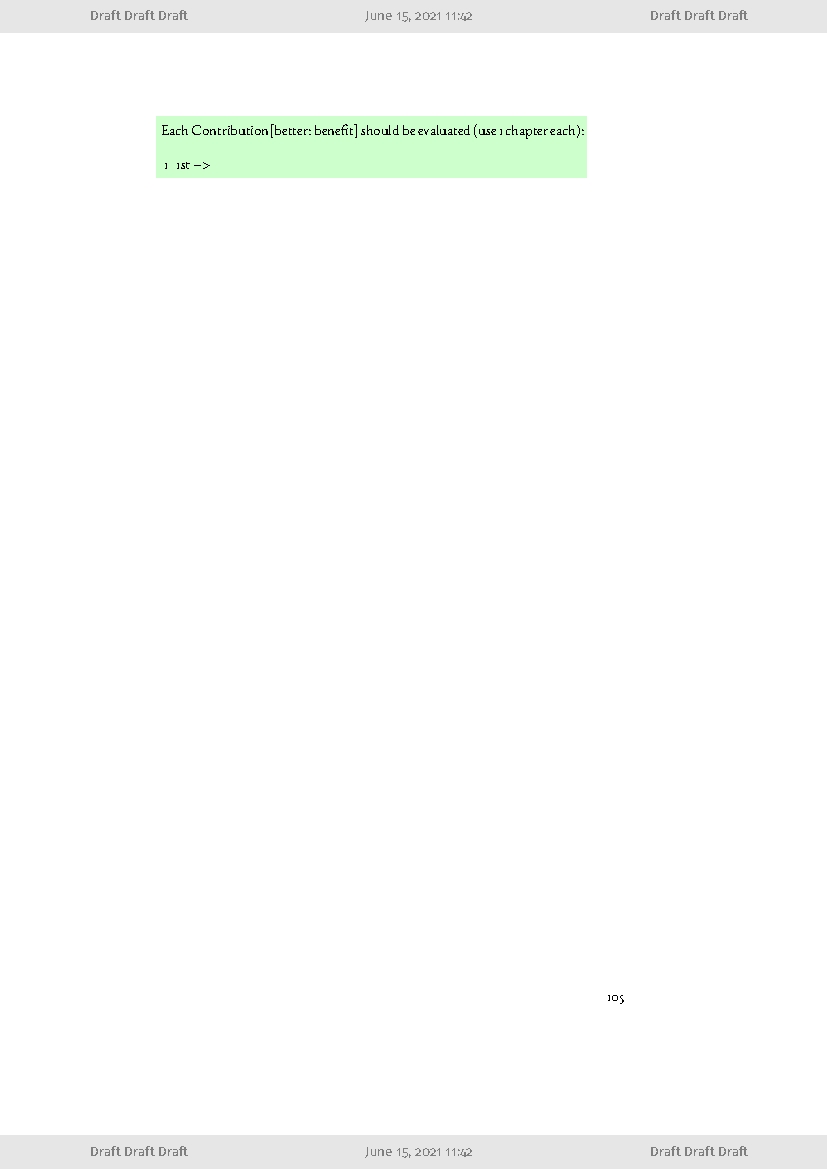 Draft Draft Draft June 15, 2021 11:42 Draft Draft Draft
Each Contribution [better: benefit] should be evaluated (use 1 chapter each):
1 1st −>
105
Draft Draft Draft June 15, 2021 11:42 Draft Draft Draft